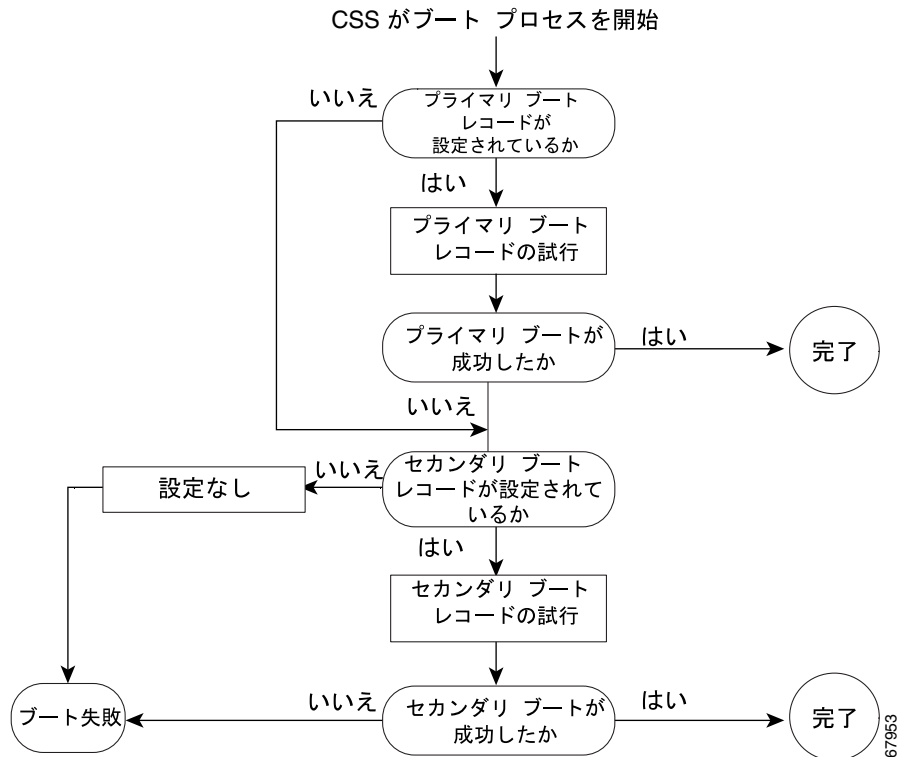 CSS がブート プロセスを開始
いいえ
プライマリ ブート
レコードが
設定されているか
はい
プライマリ ブート
レコードの試行
プライマリ ブートが
成功したか
はい
完了
いいえ
セカンダリ ブート
レコードが設定されて
いるか
いいえ
設定なし
はい
セカンダリ ブート
レコードの試行
ブート失敗
いいえ
セカンダリ ブートが
成功したか
はい
完了
67953